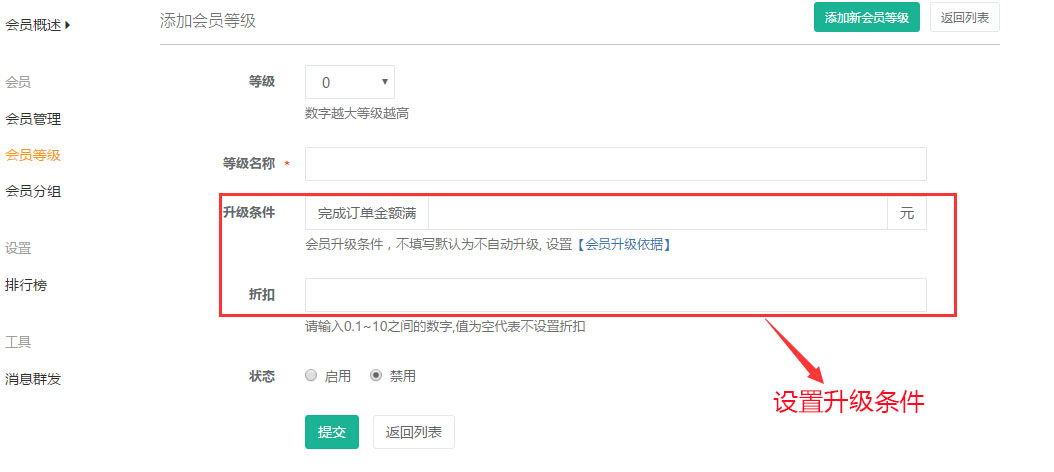 会员概述
会员
会员管理
会员等级
会员分组
设置
排行榜
工具
消息群发
添加会员等级
添加新会员等级
返回列表
等级
0
数字越大等级越高
等级名称 *
升级条件
完成订单金额满
元
会员升级条件，不填写默认为不自动升级, 设置【会员升级依据】
折扣
请输入0.1~10之间的数字,值为空代表不设置折扣
状态
启用
禁用
设置升级条件
提交
返回列表